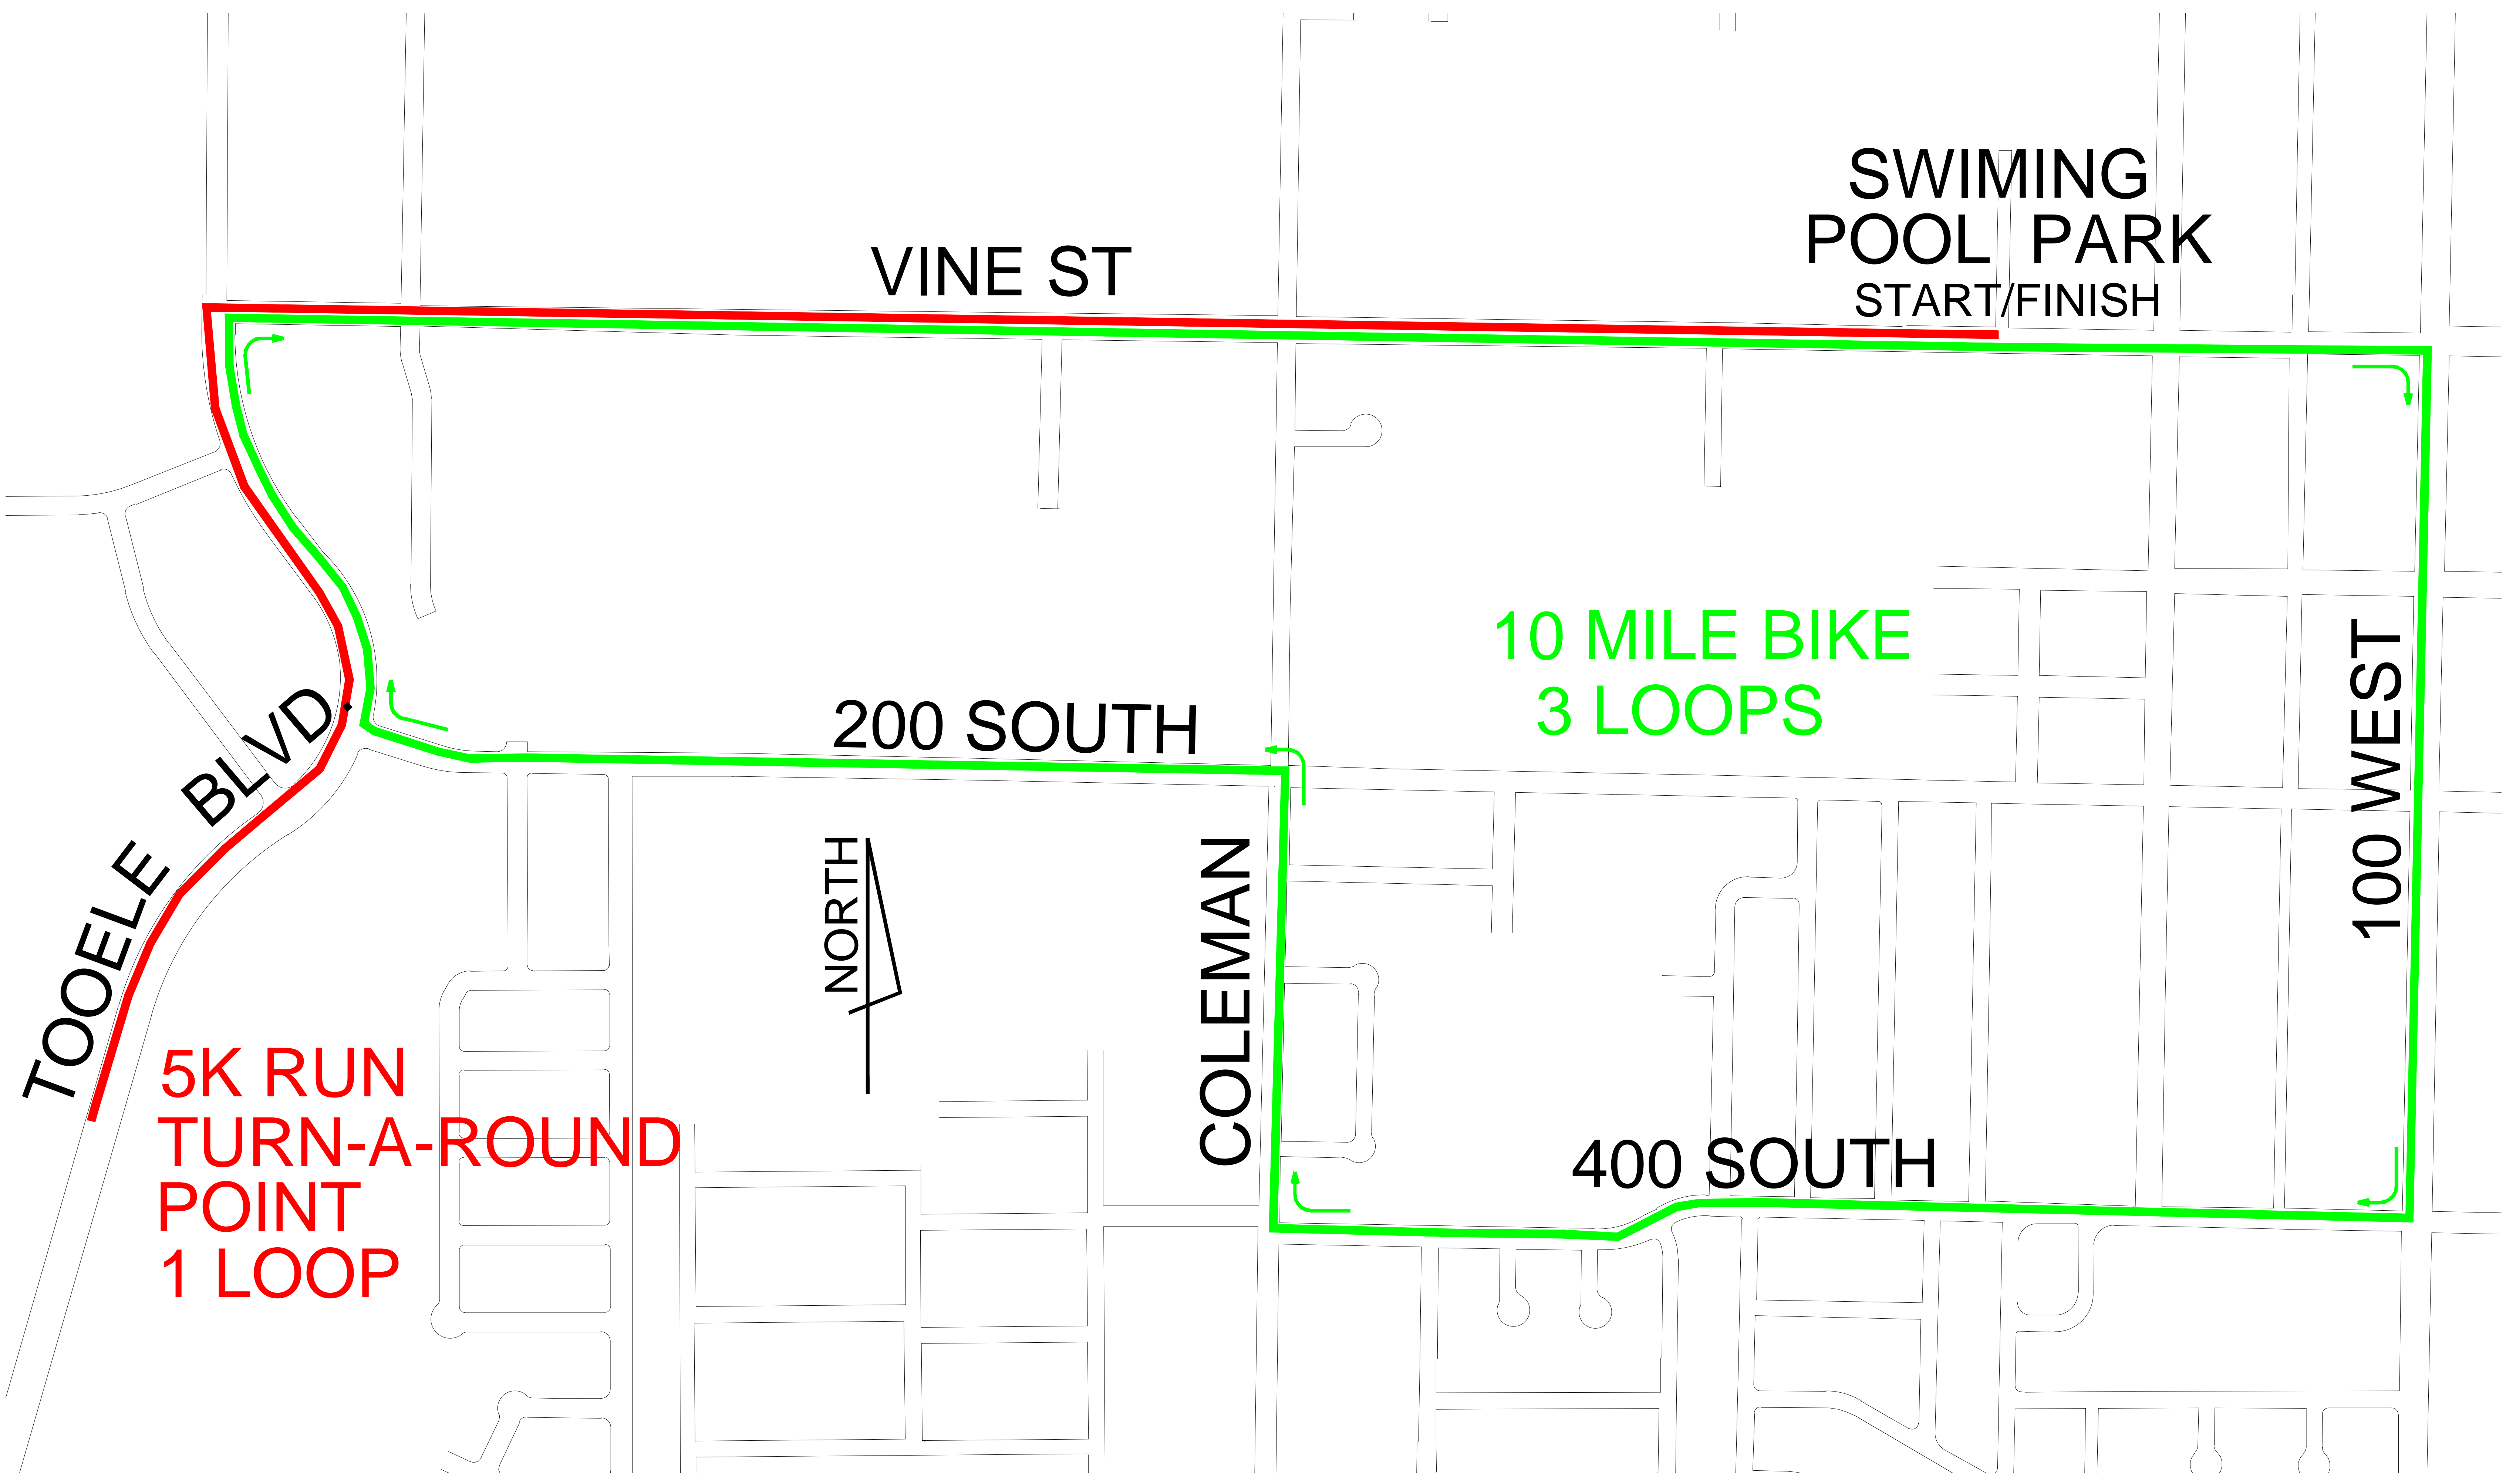 SWIMING
POOL PARK
START/FINISH
VINE ST
10 MILE BIKE
3 LOOPS
1000 WEST
200 SOUTH
TOOELE BLVD.
NORTH
COLEMAN
400 SOUTH
5K RUN
TURN-A-ROUND
POINT
1 LOOP